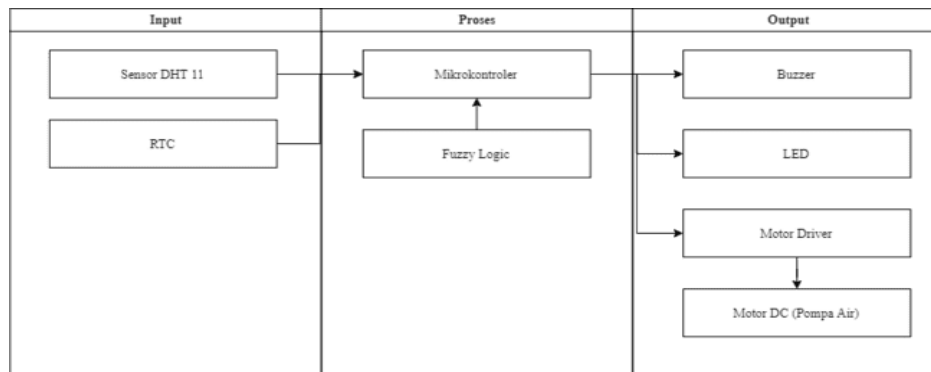 Input
Proses
Output
Sensor DHT 11
Mikrokontroler
Buzzer
RTC
Fuzzy Logic
LED
Motor Driver
Motor DC (Pompa Air)